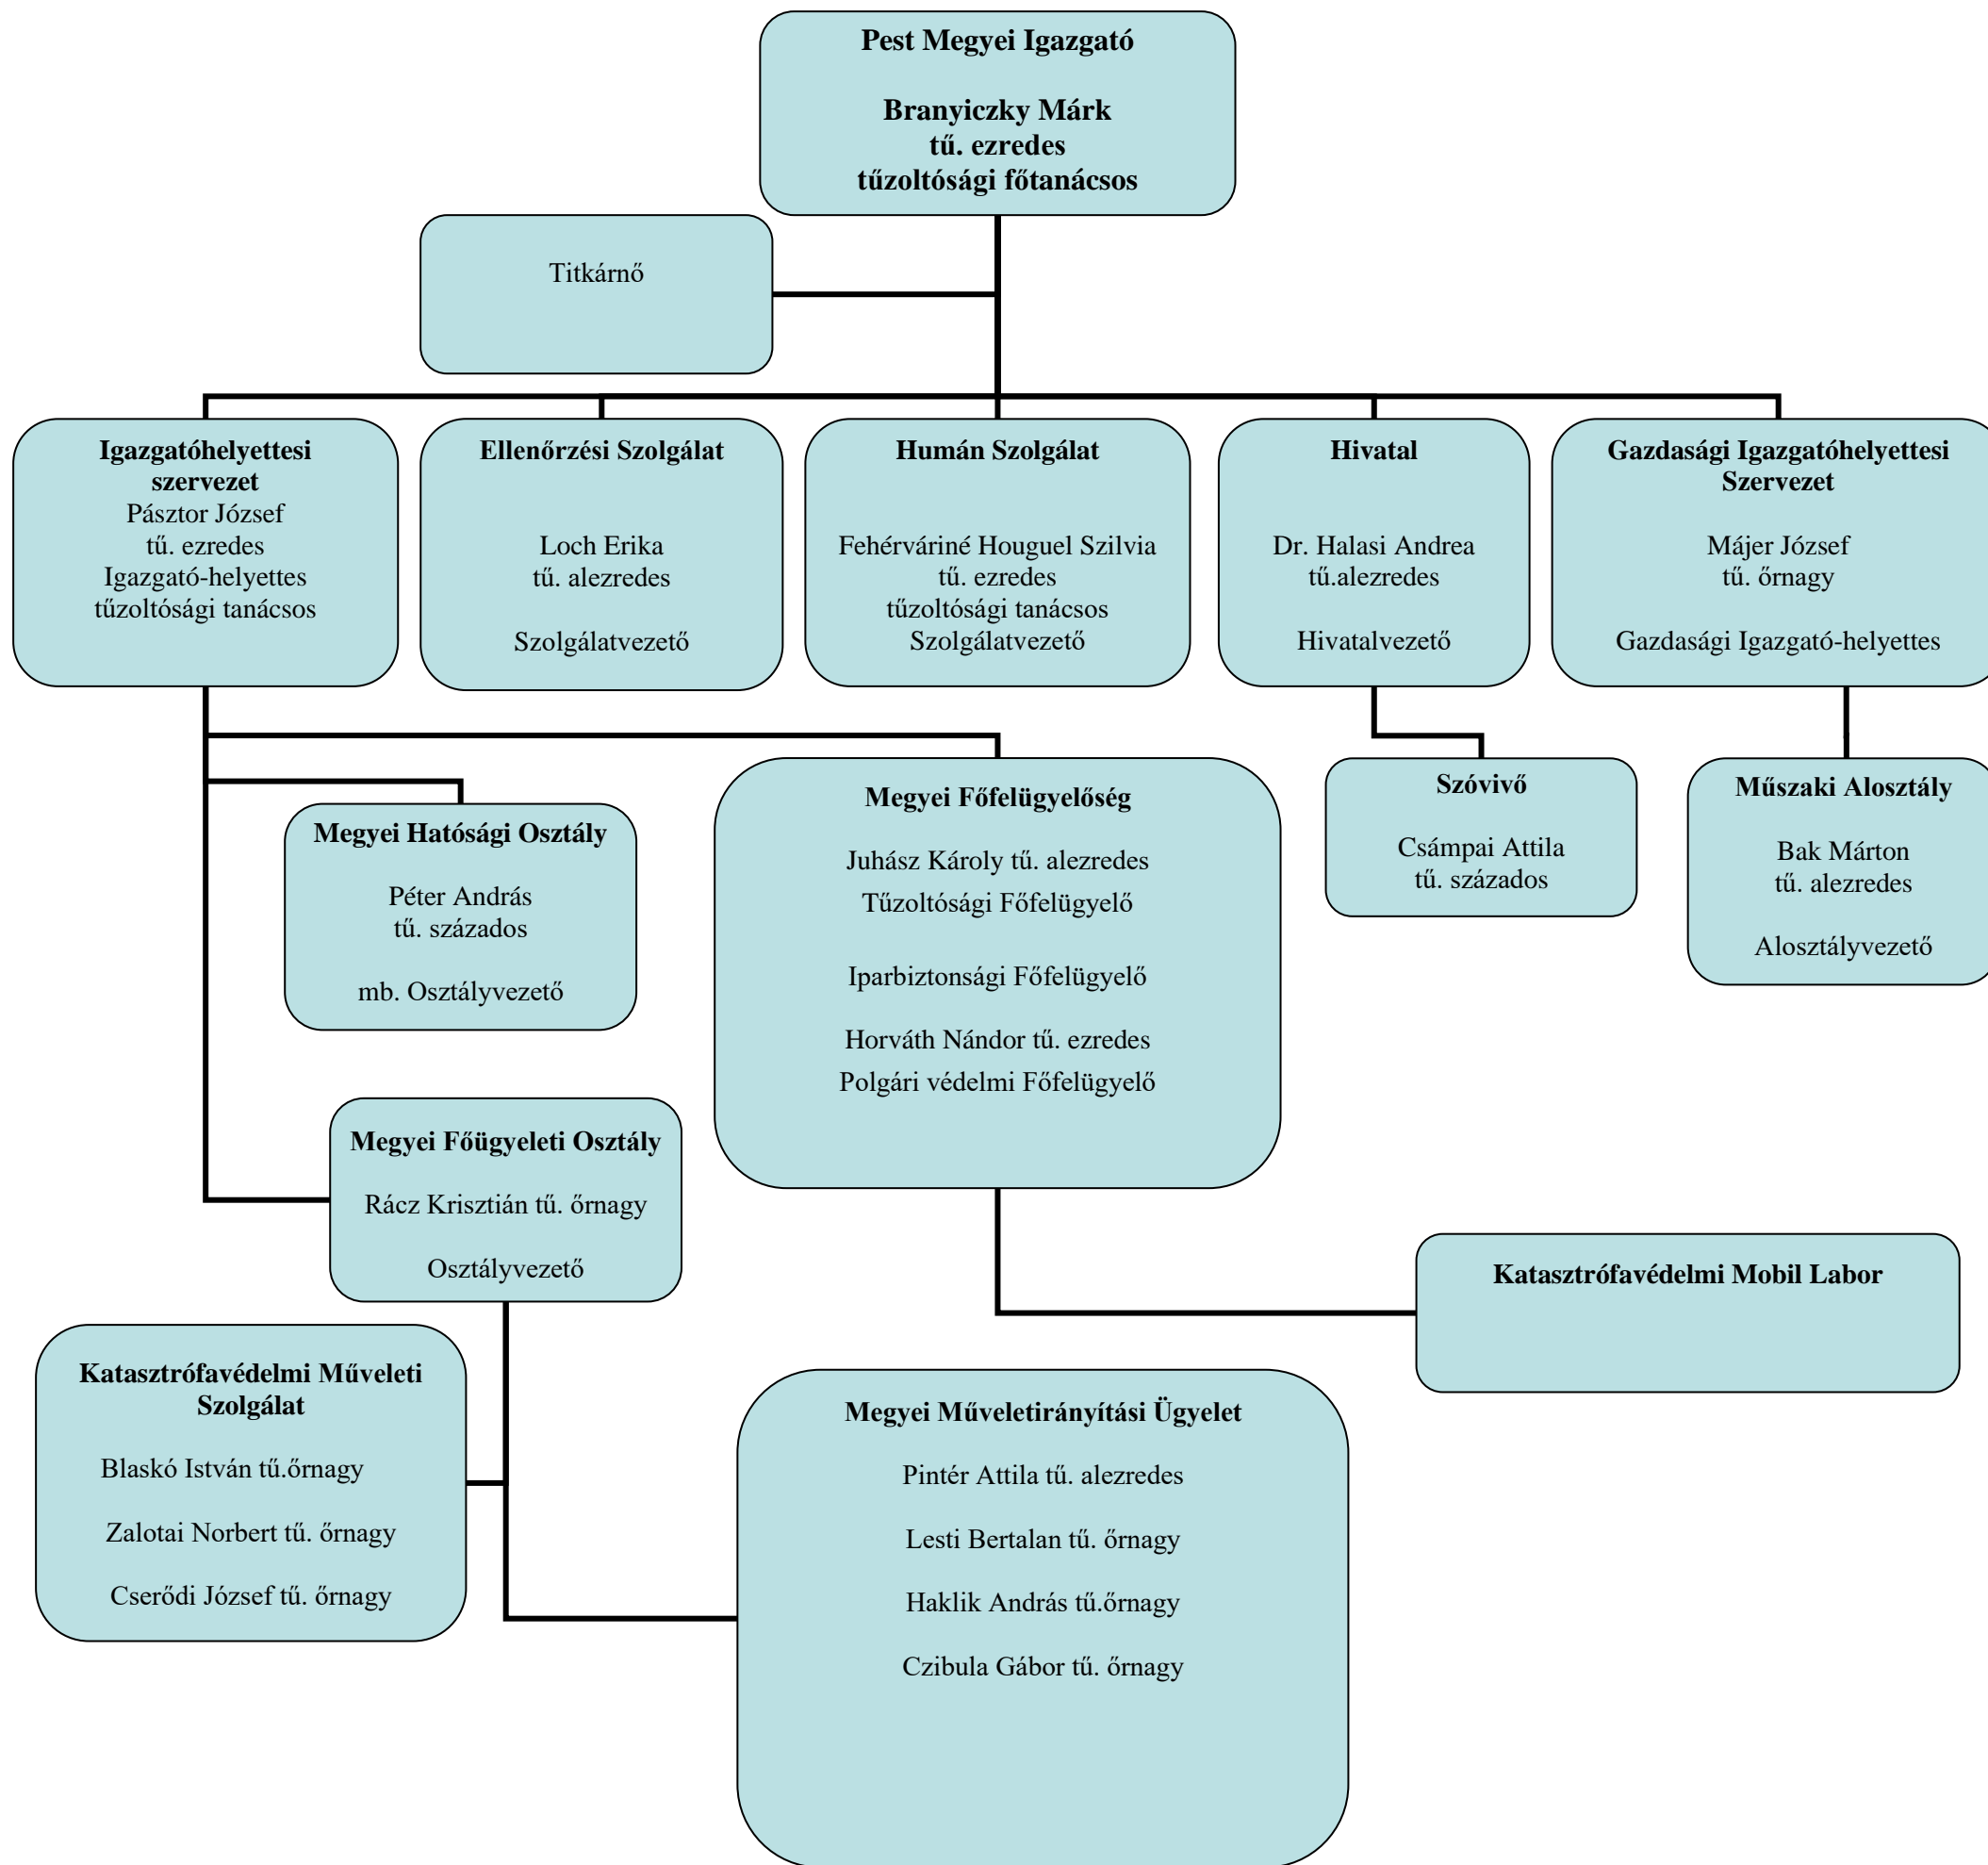 Pest Megyei Igazgató
Branyiczky Márk
tű. ezredes
tűzoltósági főtanácsos
Titkárnő
Igazgatóhelyettesi
szervezet
Pásztor József
tű. ezredes
Igazgató-helyettes
tűzoltósági tanácsos
Ellenőrzési Szolgálat
Loch Erika
tű. alezredes
Szolgálatvezető
Humán Szolgálat
Fehérváriné Houguel Szilvia
tű. ezredes
tűzoltósági tanácsos
Szolgálatvezető
Hivatal
Dr. Halasi Andrea
tű.alezredes
Hivatalvezető
Gazdasági Igazgatóhelyettesi
Szervezet
Májer József
tű. őrnagy
Gazdasági Igazgató-helyettes
Megyei Hatósági Osztály
Péter András
tű. százados
mb. Osztályvezető
Megyei Főfelügyelőség
Juhász Károly tű. alezredes
Tűzoltósági Főfelügyelő
Iparbiztonsági Főfelügyelő
Horváth Nándor tű. ezredes
Polgári védelmi Főfelügyelő
Szóvivő
Csámpai Attila
tű. százados
Műszaki Alosztály
Bak Márton
tű. alezredes
Alosztályvezető
Megyei Főügyeleti Osztály
Rácz Krisztián tű. őrnagy
Osztályvezető
Katasztrófavédelmi Mobil Labor
Katasztrófavédelmi Műveleti
Szolgálat
Blaskó István tű.őrnagy
Zalotai Norbert tű. őrnagy
Cserődi József tű. őrnagy
Megyei Műveletirányítási Ügyelet
Pintér Attila tű. alezredes
Lesti Bertalan tű. őrnagy
Haklik András tű.őrnagy
Czibula Gábor tű. őrnagy